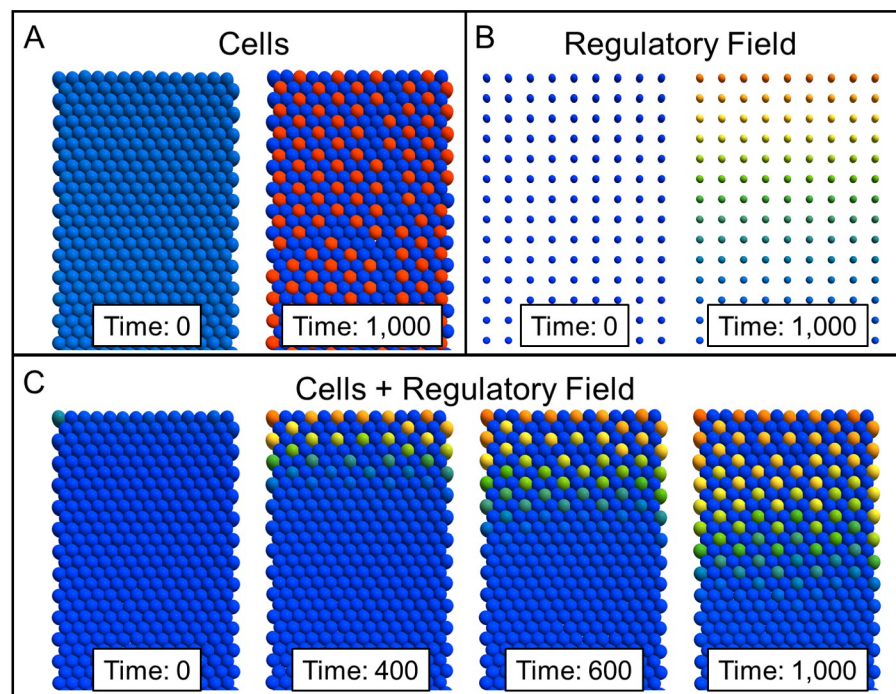 A
Cells
Time: 0
Time: 1,000
B
Regulatory Field
Time: 0
Time: 1,000
C
Cells + Regulatory Field
Time: 0
Time: 400
Time: 600
Time: 1,000